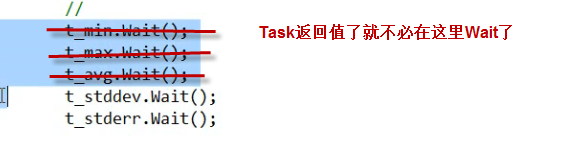 //
t_min.Wait();
Task返回值了就不必在这里Wait了
t_max.Wait();
t_avg.Wait();
t_stddev.Wait();
t_stderr.Wait();